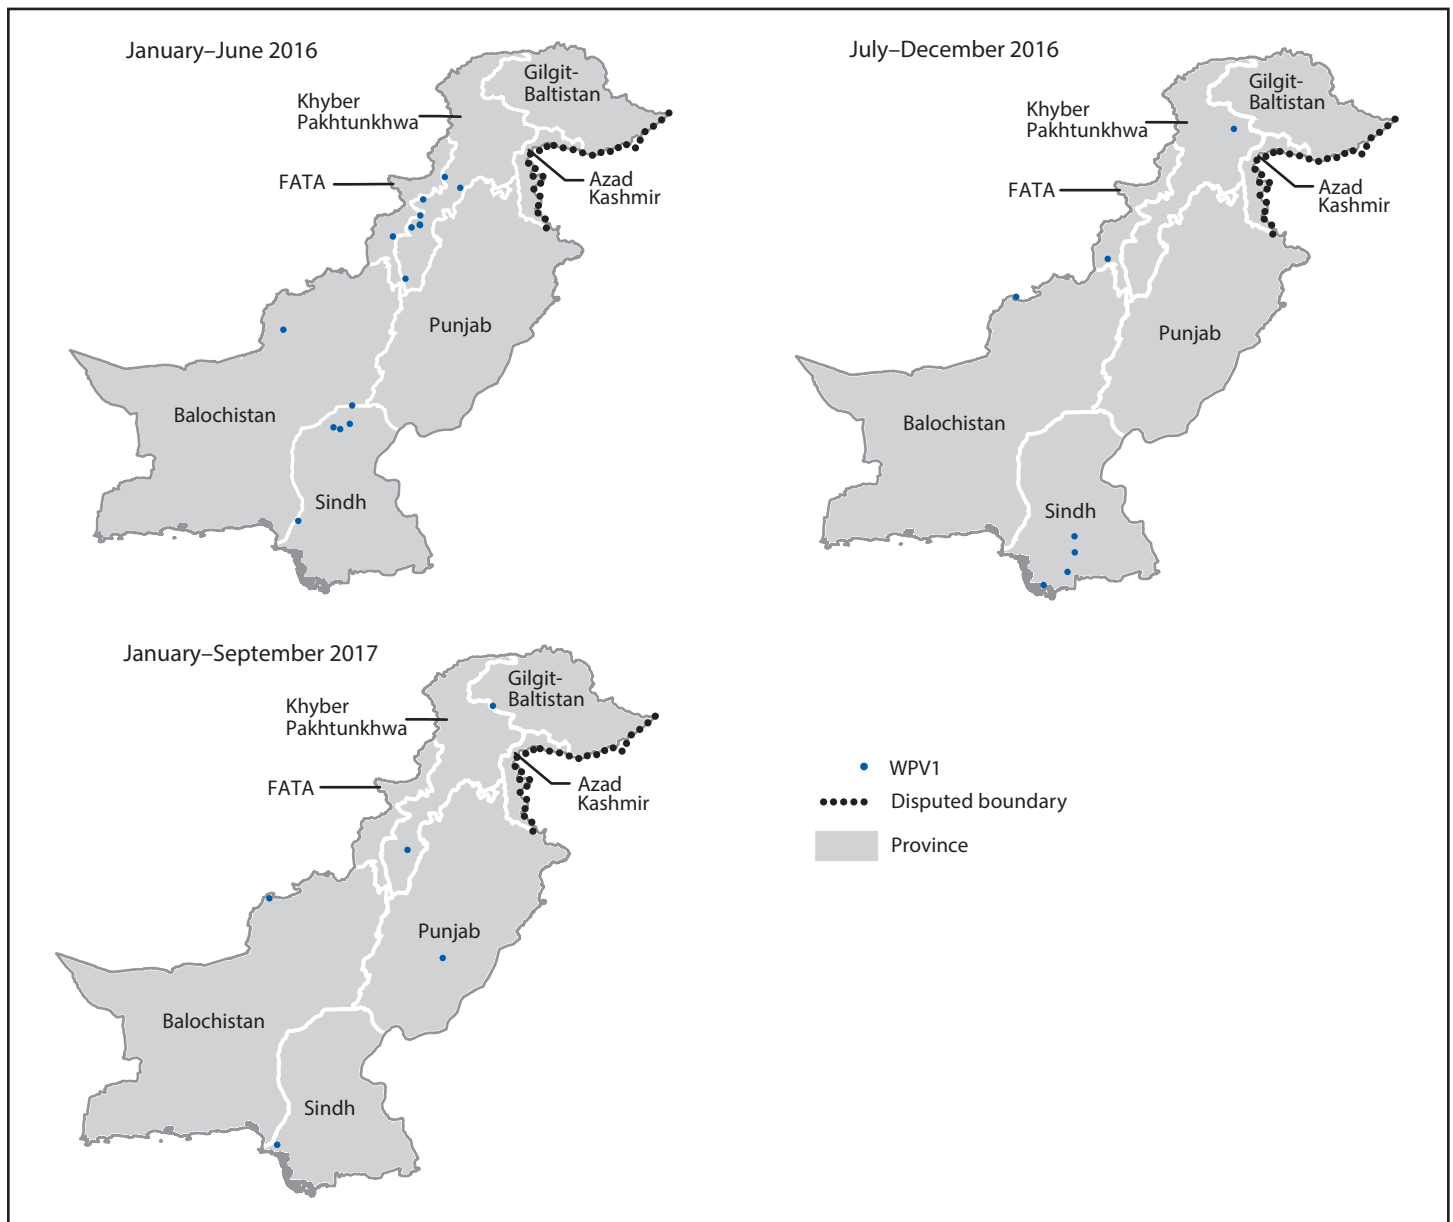 January–June 2016
Gilgit-
Baltistan
Khyber
Pakhtunkhwa
FATA
Azad
Kashmir
Punjab
Balochistan
Sindh
July–December 2016
Gilgit-
Baltistan
Khyber
Pakhtunkhwa
FATA
Azad
Kashmir
Punjab
Balochistan
Sindh
January–September 2017
Gilgit-
Baltistan
Khyber
Pakhtunkhwa
FATA
Azad
Kashmir
Punjab
Balochistan
Sindh
WPV1
Disputed boundary
Province